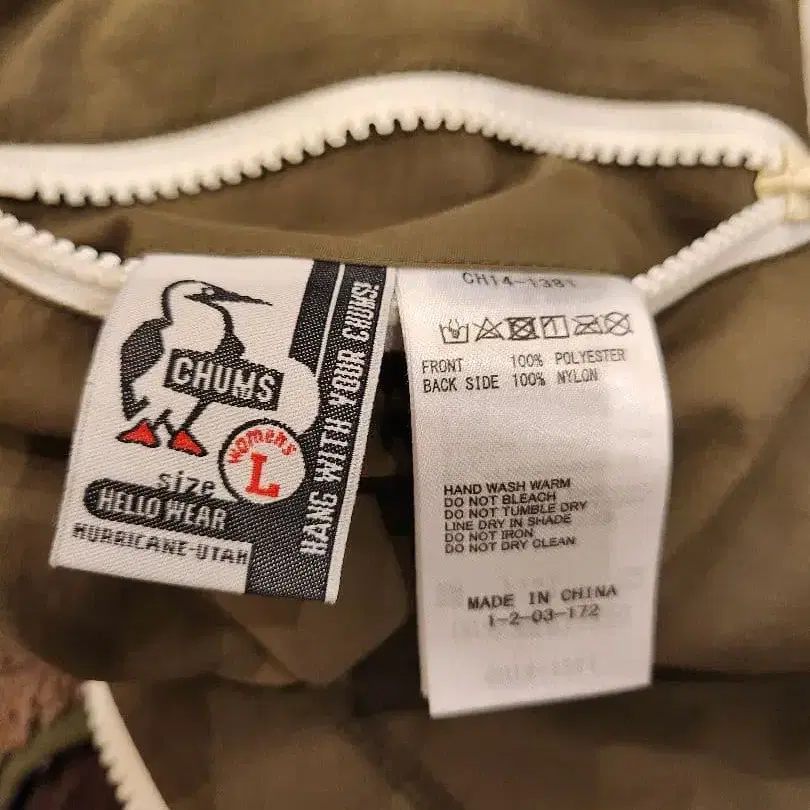 CHUMS
women's
L
size
HELLO WEAR
HURRICANE-UTAH
HANG WITH YOUR CHUMS!
CH14-1381
FRONT 100% POLYESTER
BACK SIDE 100% NYLON
HAND WASH WARM
DO NOT BLEACH
DO NOT TUMBLE DRY
LINE DRY IN SHADE
DO NOT IRON
DO NOT DRY CLEAN
MADE IN CHINA
1-2-03-172